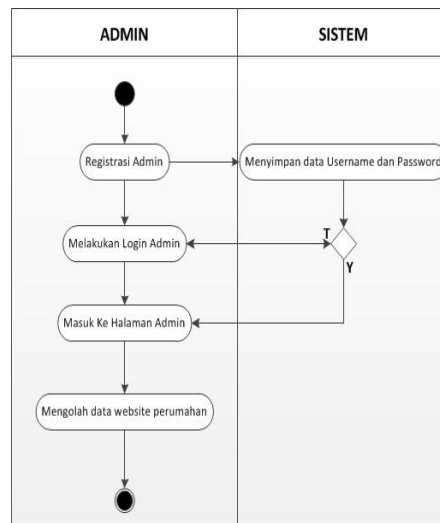 ADMIN
SISTEM
Registrasi Admin
Menyimpan data Username dan Password
Melakukan Login Admin
T
Y
Masuk Ke Halaman Admin
Mengolah data website perumahan